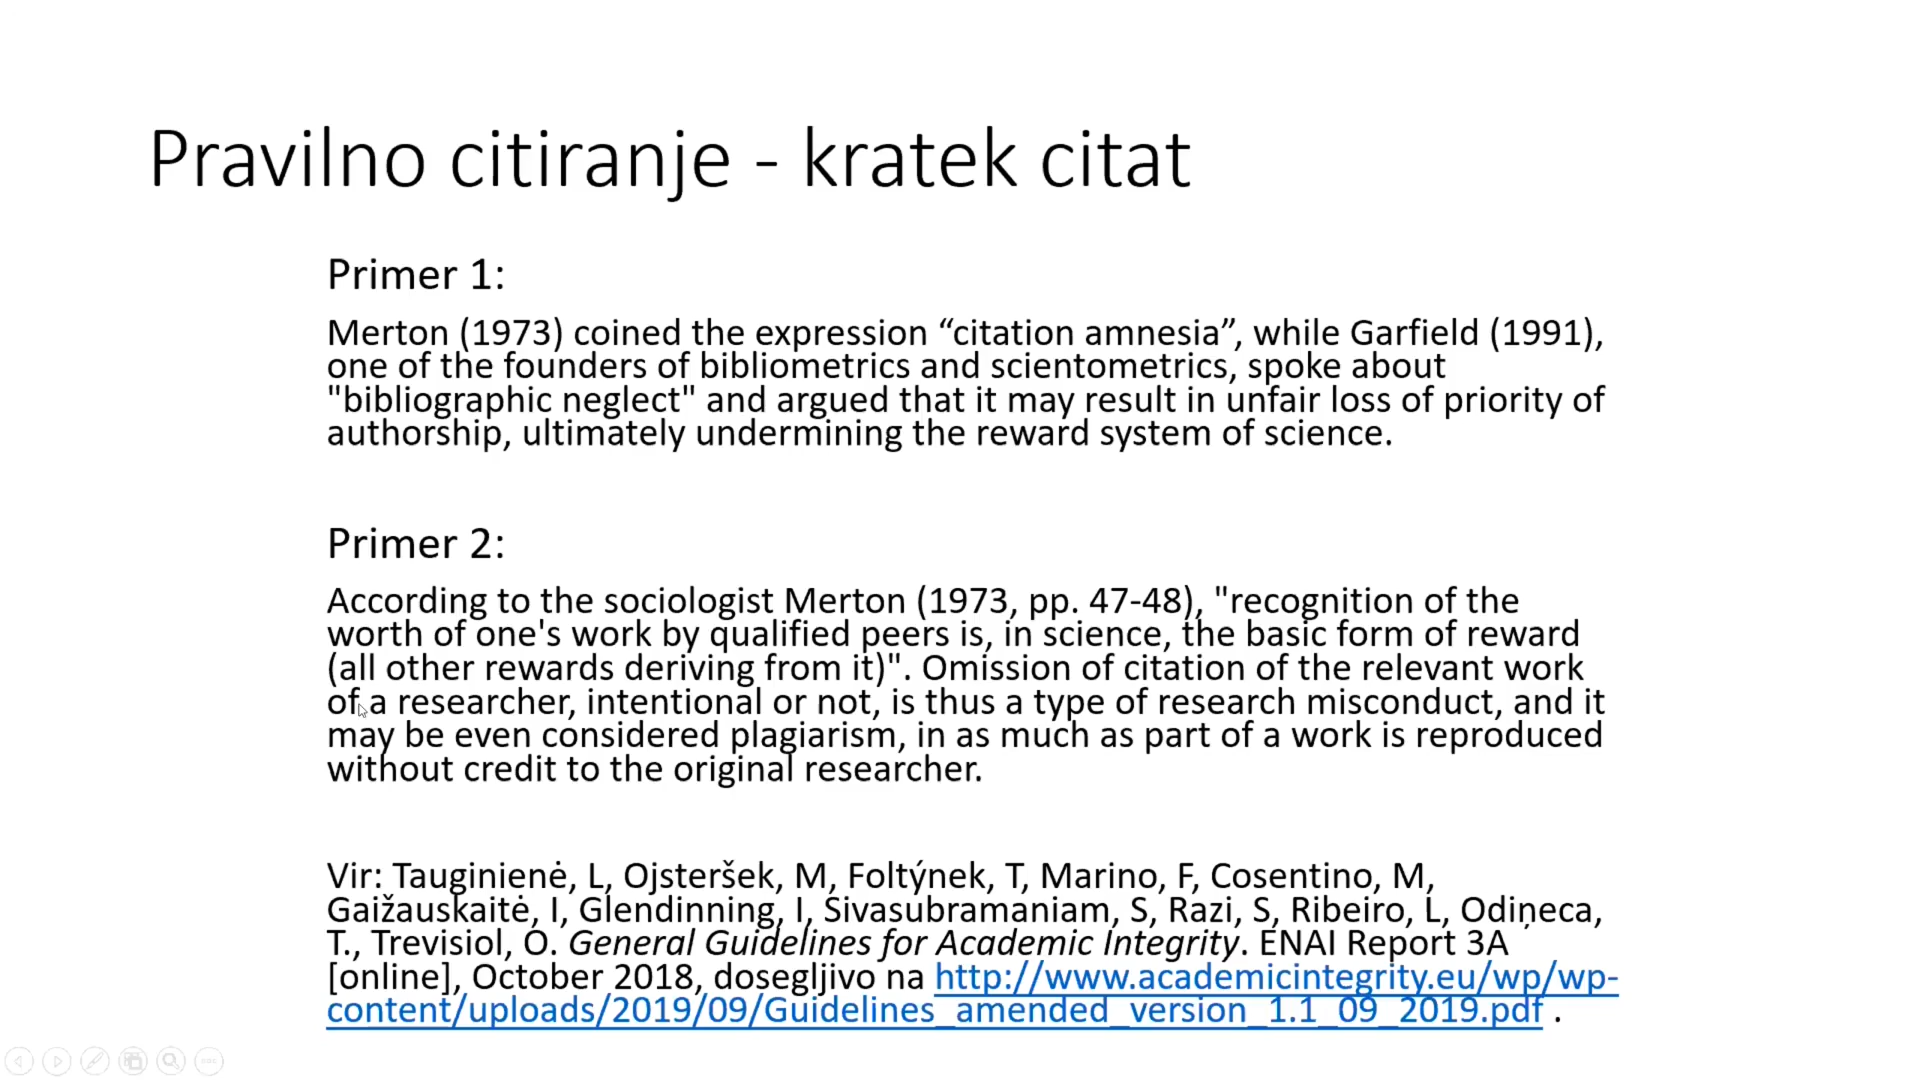 Pravilno citiranje - kratek citat
Primer 1:
Merton (1973) coined the expression “citation amnesia”, while Garfield (1991),
one of the founders of bibliometrics and scientometrics, spoke about
"bibliographic neglect" and argued that it may result in unfair loss of priority of
authorship, ultimately undermining the reward system of science.
Primer 2:
According to the sociologist Merton (1973, pp. 47-48), "recognition of the
worth of one's work by qualified peers is, in science, the basic form of reward
(all other rewards deriving from it)". Omission of citation of the relevant work
of a researcher, intentional or not, is thus a type of research misconduct, and it
may be even considered plagiarism, in as much as part of a work is reproduced
without credit to the original researcher.
Vir: Tauginienė, L, Ojsteršek, M, Foltýnek, T, Marino, F, Cosentino, M,
Gaižauskaitė, I, Glendinning, I, Sivasubramaniam, S, Razi, S, Ribeiro, L, Odiņeca,
T., Trevisiol, O. General Guidelines for Academic Integrity. ENAI Report 3A
[online], October 2018, dosegljivo na http://www.academicintegrity.eu/wp/wp-
content/uploads/2019/09/Guidelines_amended_version_1.1_09_2019.pdf .